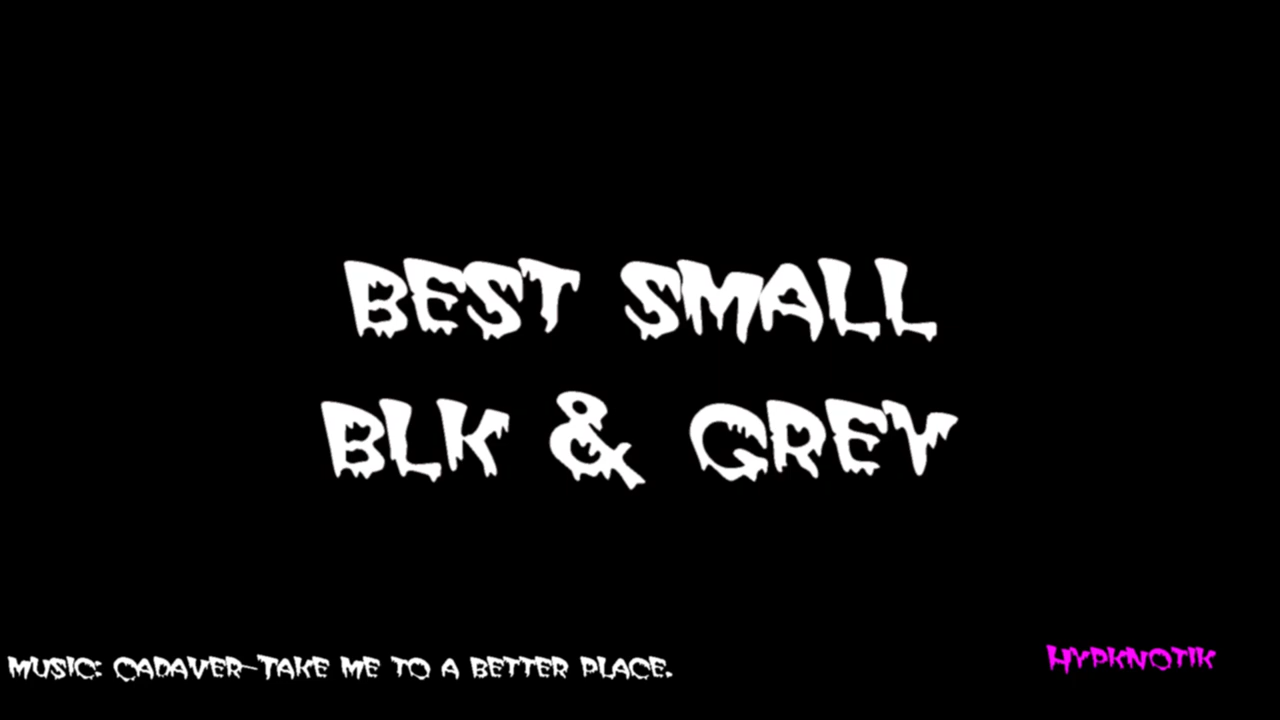 BEST SMALL
BLK & GREY
MUSIC: CADAVER-TAKE ME TO A BETTER PLACE.
HYPKNOTIK